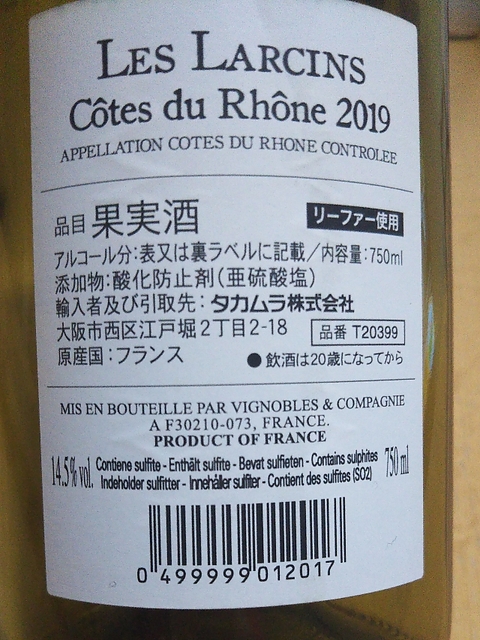 LES LARCINS
Côtes du Rhône 2019
APPELLATION COTES DU RHONE CONTROLEE
品目 果実酒 リーファー使用
アルコール分:表又は裏ラベルに記載/内容量:750ml
添加物:酸化防止剤(亜硫酸塩)
輸入者及び引取先:タカムラ株式会社
大阪市西区江戸堀2丁目2-18 品番 T20399
原産国:フランス ●飲酒は20歳になってから
MIS EN BOUTEILLE PAR VIGNOBLES & COMPAGNIE
A F30210-073, FRANCE.
PRODUCT OF FRANCE
14.5% vol. Contiene sulfite - Enthält sulfite - Bevat sulfieten - Contains sulphites 750 ml
Indeholder sulfitter - Innehåller sulfiter - Contient des sulfites (SO2)
0 499999 012017